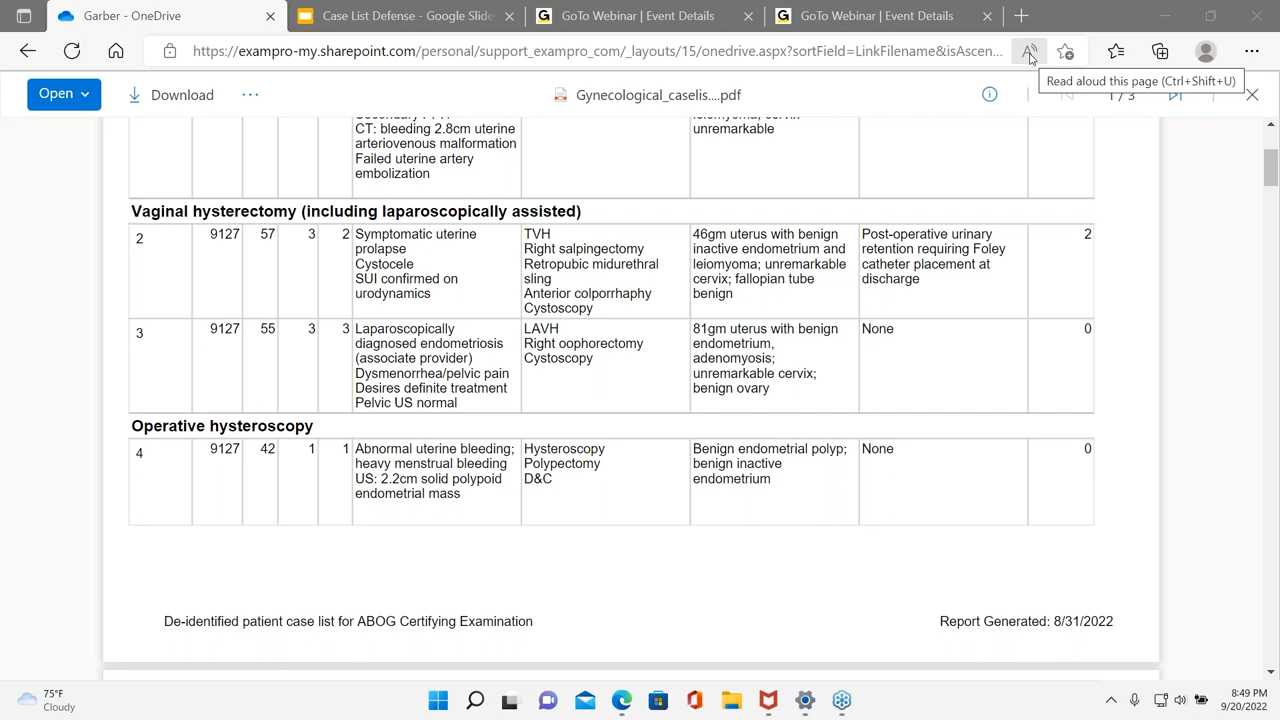 Garber - OneDrive
Case List Defense - Google Slide
GoTo Webinar | Event Details
GoTo Webinar | Event Details
https://exampro-my.sharepoint.com/personal/support_exampro_com/_layouts/15/onedrive.aspx?sortField=LinkFilename&isAscen...
Read aloud this page (Ctrl+Shift+U)
Open
Download
Gynecological_caselis....pdf
1 / 3
CT: bleeding 2.8cm uterine
arteriovenous malformation
Failed uterine artery
embolization
unremarkable
Vaginal hysterectomy (including laparoscopically assisted)
2
9127
57
3
2
Symptomatic uterine
prolapse
Cystocele
SUI confirmed on
urodynamics
TVH
Right salpingectomy
Retropubic midurethral
sling
Anterior colporrhaphy
Cystoscopy
46gm uterus with benign
inactive endometrium and
leiomyoma; unremarkable
cervix; fallopian tube
benign
Post-operative urinary
retention requiring Foley
catheter placement at
discharge
2
3
9127
55
3
3
Laparoscopically
diagnosed endometriosis
(associate provider)
Dysmenorrhea/pelvic pain
Desires definite treatment
Pelvic US normal
LAVH
Right oophorectomy
Cystoscopy
81gm uterus with benign
endometrium,
adenomyosis;
unremarkable cervix;
benign ovary
None
0
Operative hysteroscopy
4
9127
42
1
1
Abnormal uterine bleeding;
heavy menstrual bleeding
US: 2.2cm solid polypoid
endometrial mass
Hysteroscopy
Polypectomy
D&C
Benign endometrial polyp;
benign inactive
endometrium
None
0
De-identified patient case list for ABOG Certifying Examination
Report Generated: 8/31/2022
75°F
Cloudy
8:49 PM
9/20/2022